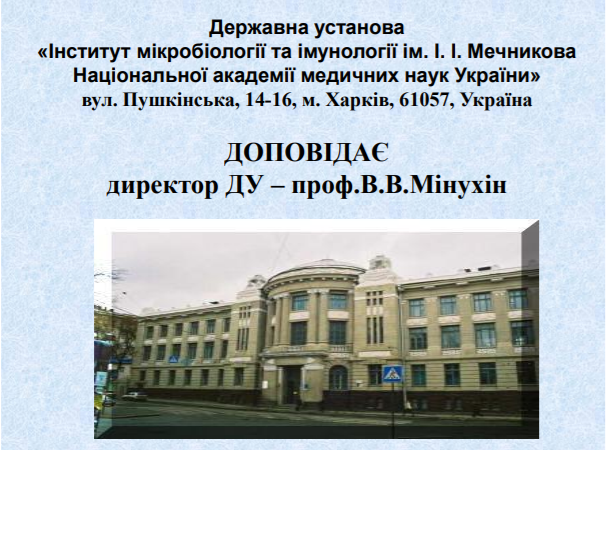 Державна установа
«Інститут мікробіології та імунології ім. І. І. Мечникова
Національної академії медичних наук України»
вул. Пушкінська, 14-16, м. Харків, 61057, Україна
ДОПОВІДАЄ
директор ДУ – проф.В.В.Мінухін